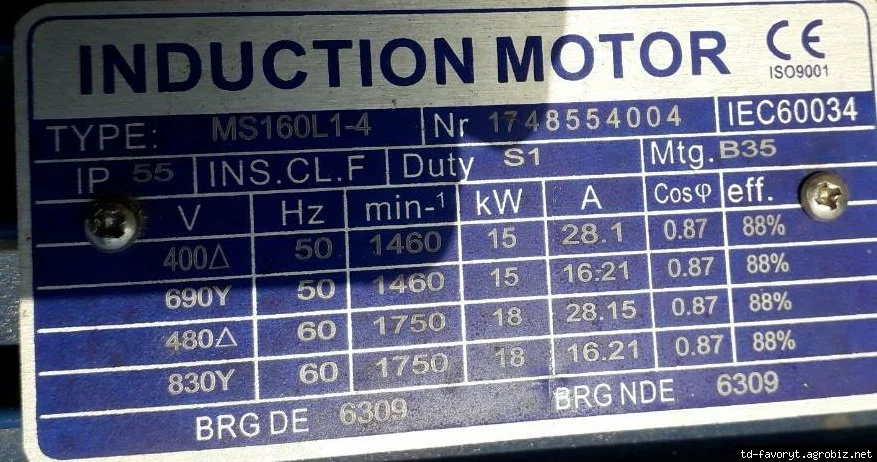 INDUCTION MOTOR CE
ISO9001
TYPE: MS160L1-4 Nr 1748554004 IEC60034
IP 55 INS.CL.F Duty S1 Mtg. B35
V Hz min-¹ kW A Cosφ eff.
400△ 50 1460 15 28.1 0.87 88%
690Y 50 1460 15 16.21 0.87 88%
480△ 60 1750 18 28.15 0.87 88%
830Y 60 1750 18 16.21 0.87 88%
BRG DE 6309 BRG NDE 6309
td-favoryt.agrobiz.net